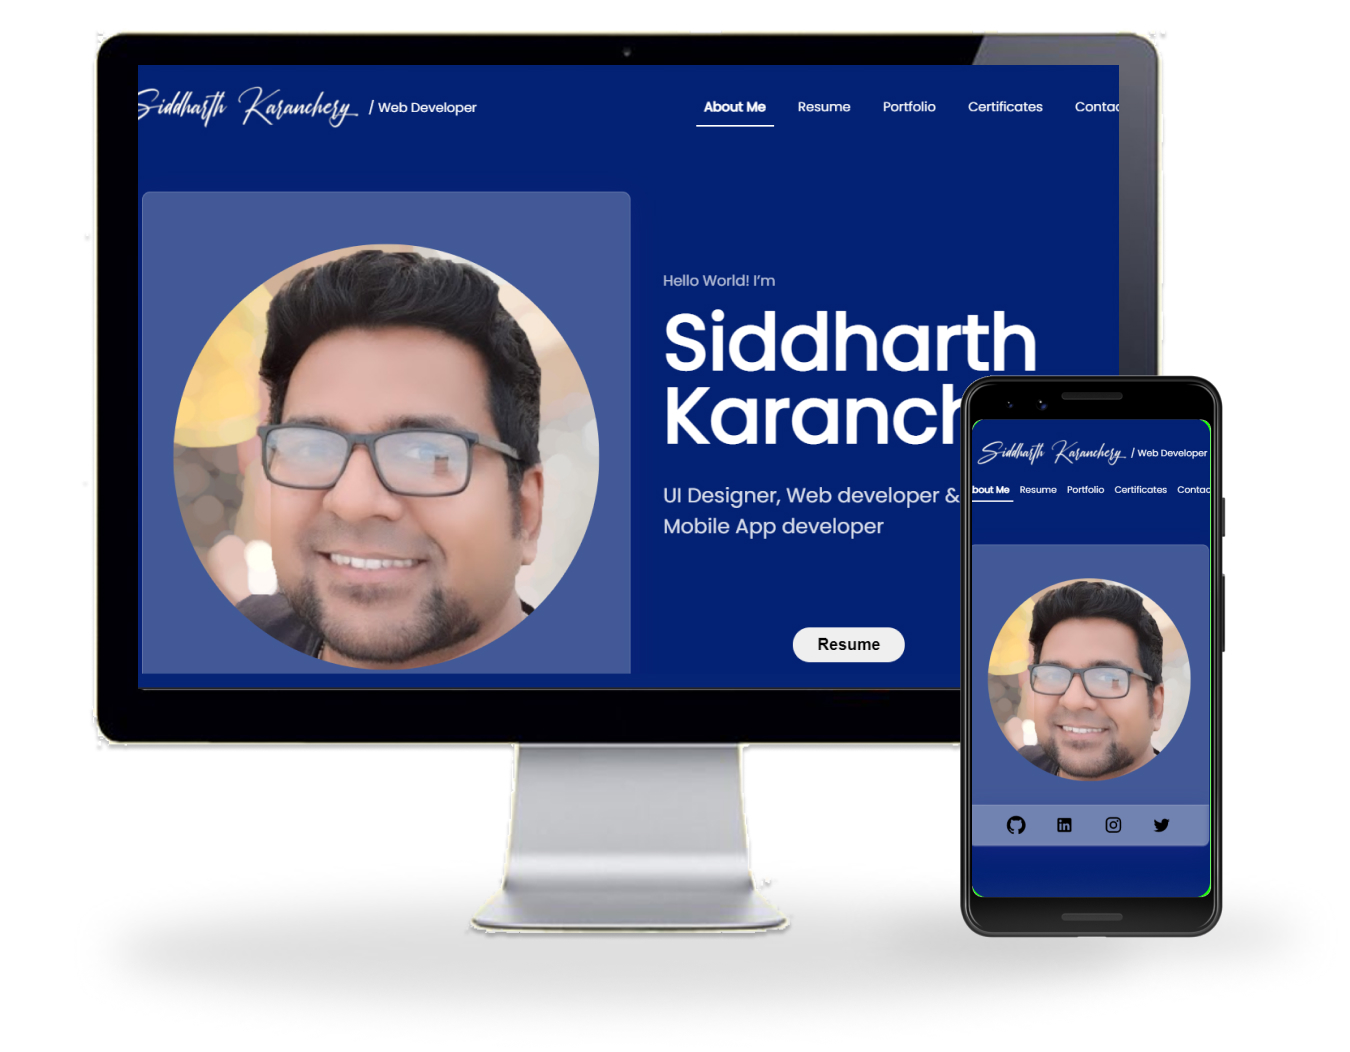 Siddharth Karanchery / Web Developer
About Me Resume Portfolio Certificates Contac
Hello World! I'm
Siddharth
Karanch
UI Designer, Web developer &
Mobile App developer
Resume
Siddharth Karanchery / Web Developer
bout Me Resume Portfolio Certificates Contac
in